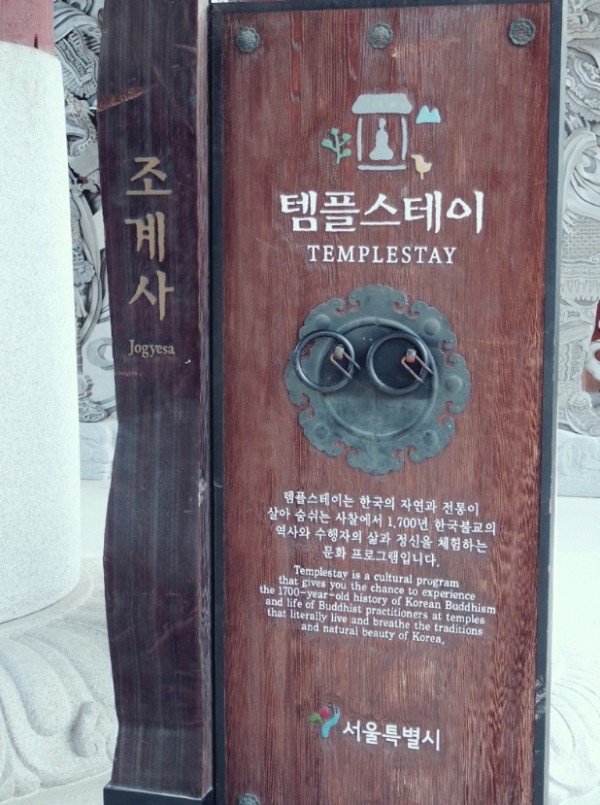 조계사
Jogyesa
템플스테이
TEMPLESTAY
템플스테이는 한국의 자연과 전통이
살아 숨쉬는 사찰에서 1,700년 한국불교의
역사와 수행자의 삶과 정신을 체험하는
문화 프로그램입니다.
Templestay is a cultural program
that gives you the chance to experience
the 1700-year-old history of Korean Buddhism
and life of Buddhist practitioners at temples
that literally live and breathe the traditions
and natural beauty of Korea.
서울특별시